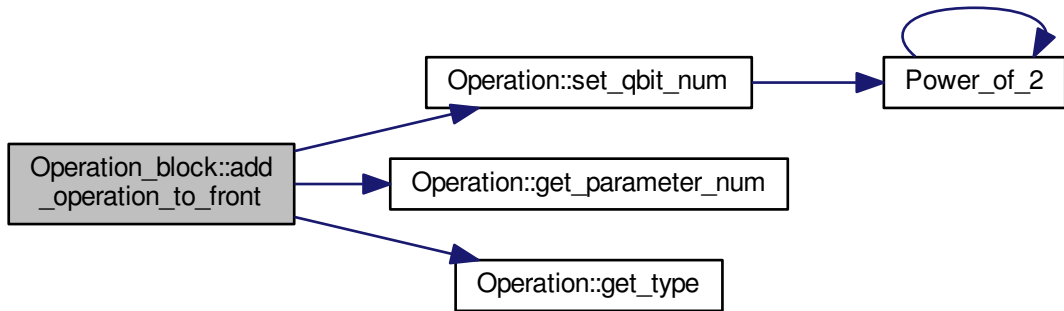 Operation_block::add
_operation_to_front
Operation::set_qbit_num
Power_of_2
Operation::get_parameter_num
Operation::get_type